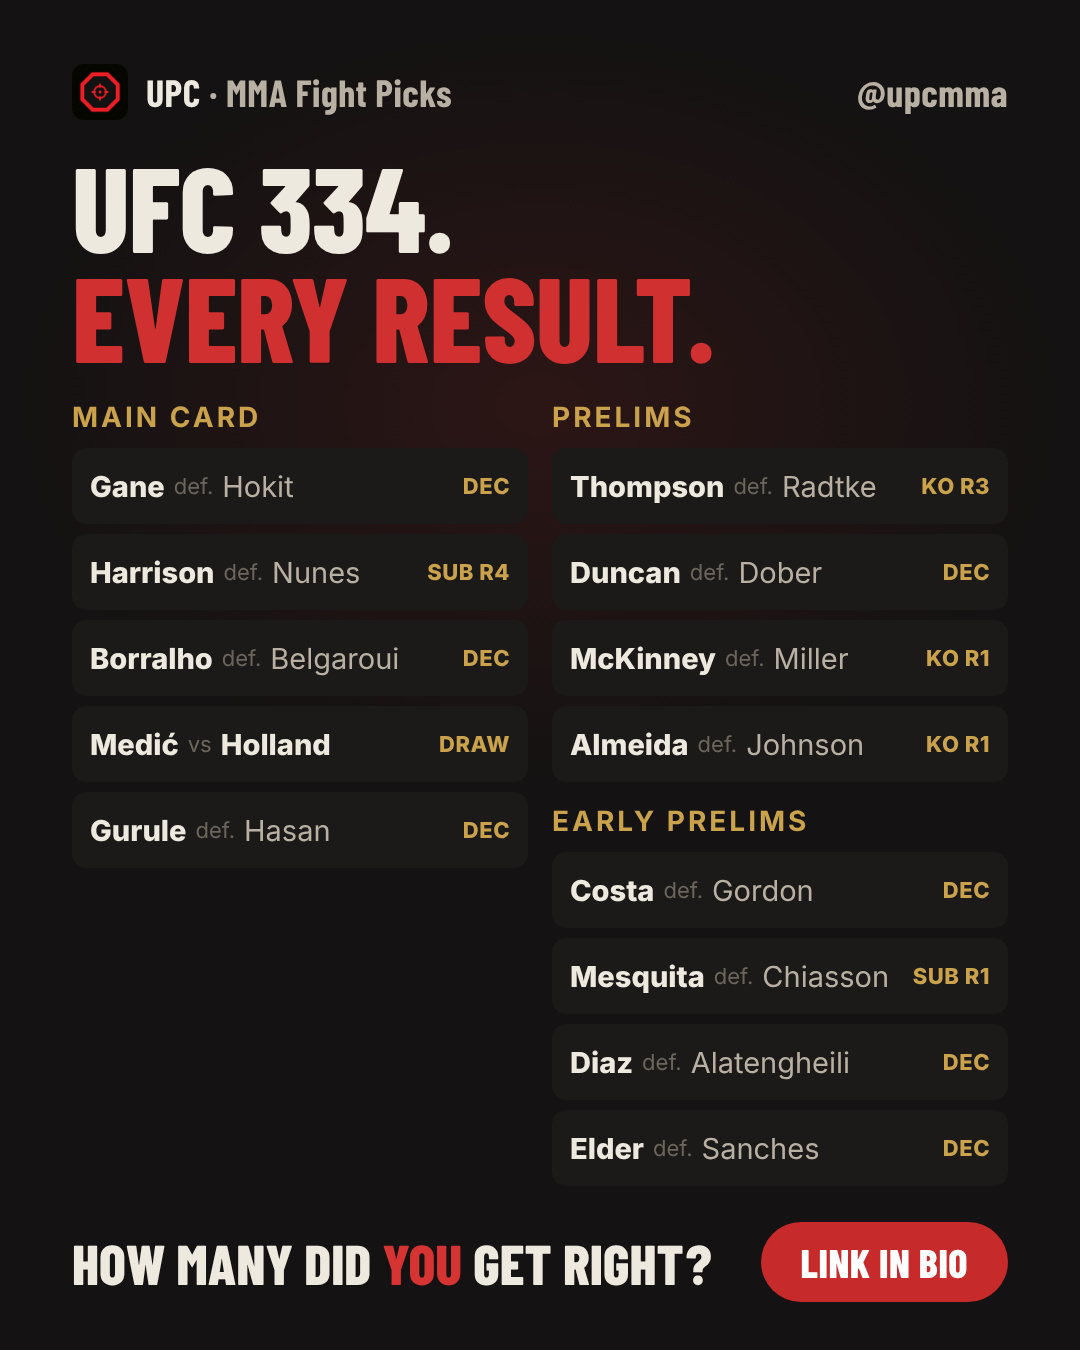 UPC · MMA Fight Picks
@upcmma
UFC 334.
EVERY RESULT.
MAIN CARD
Gane def. Hokit DEC
Harrison def. Nunes SUB R4
Borralho def. Belgaroui DEC
Medić vs Holland DRAW
Gurule def. Hasan DEC
PRELIMS
Thompson def. Radtke KO R3
Duncan def. Dober DEC
McKinney def. Miller KO R1
Almeida def. Johnson KO R1
EARLY PRELIMS
Costa def. Gordon DEC
Mesquita def. Chiasson SUB R1
Diaz def. Alatengheili DEC
Elder def. Sanches DEC
HOW MANY DID YOU GET RIGHT?
LINK IN BIO